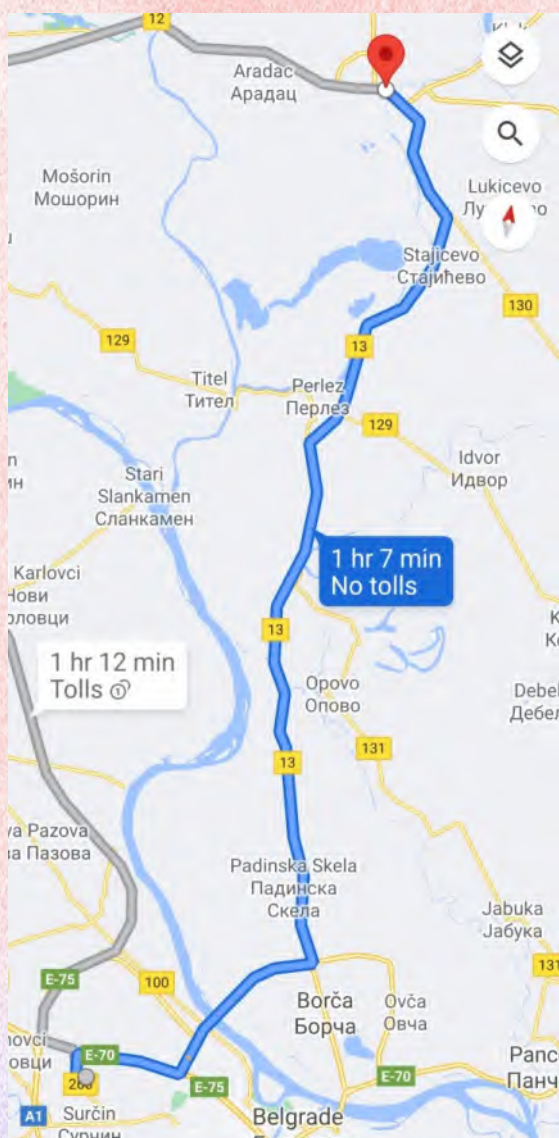 12
Aradac
Арадац
Mošorin
Мошорин
Lukicevo
Stajicevo
Стајићево
130
129
13
Titel
Тител
Perlez
Перлез
129
Idvor
Идвор
Stari
Slankamen
Сланкамен
Karlovci
1 hr 7 min
No tolls
13
1 hr 12 min
Tolls
Opovo
Опово
131
13
Padinska Skela
Падинска
Скела
Jabuka
Јабука
131
E-75
100
Borča
Борча
Ovča
Овча
E-70
E-70
E-75
A1
Surčin
Belgrade